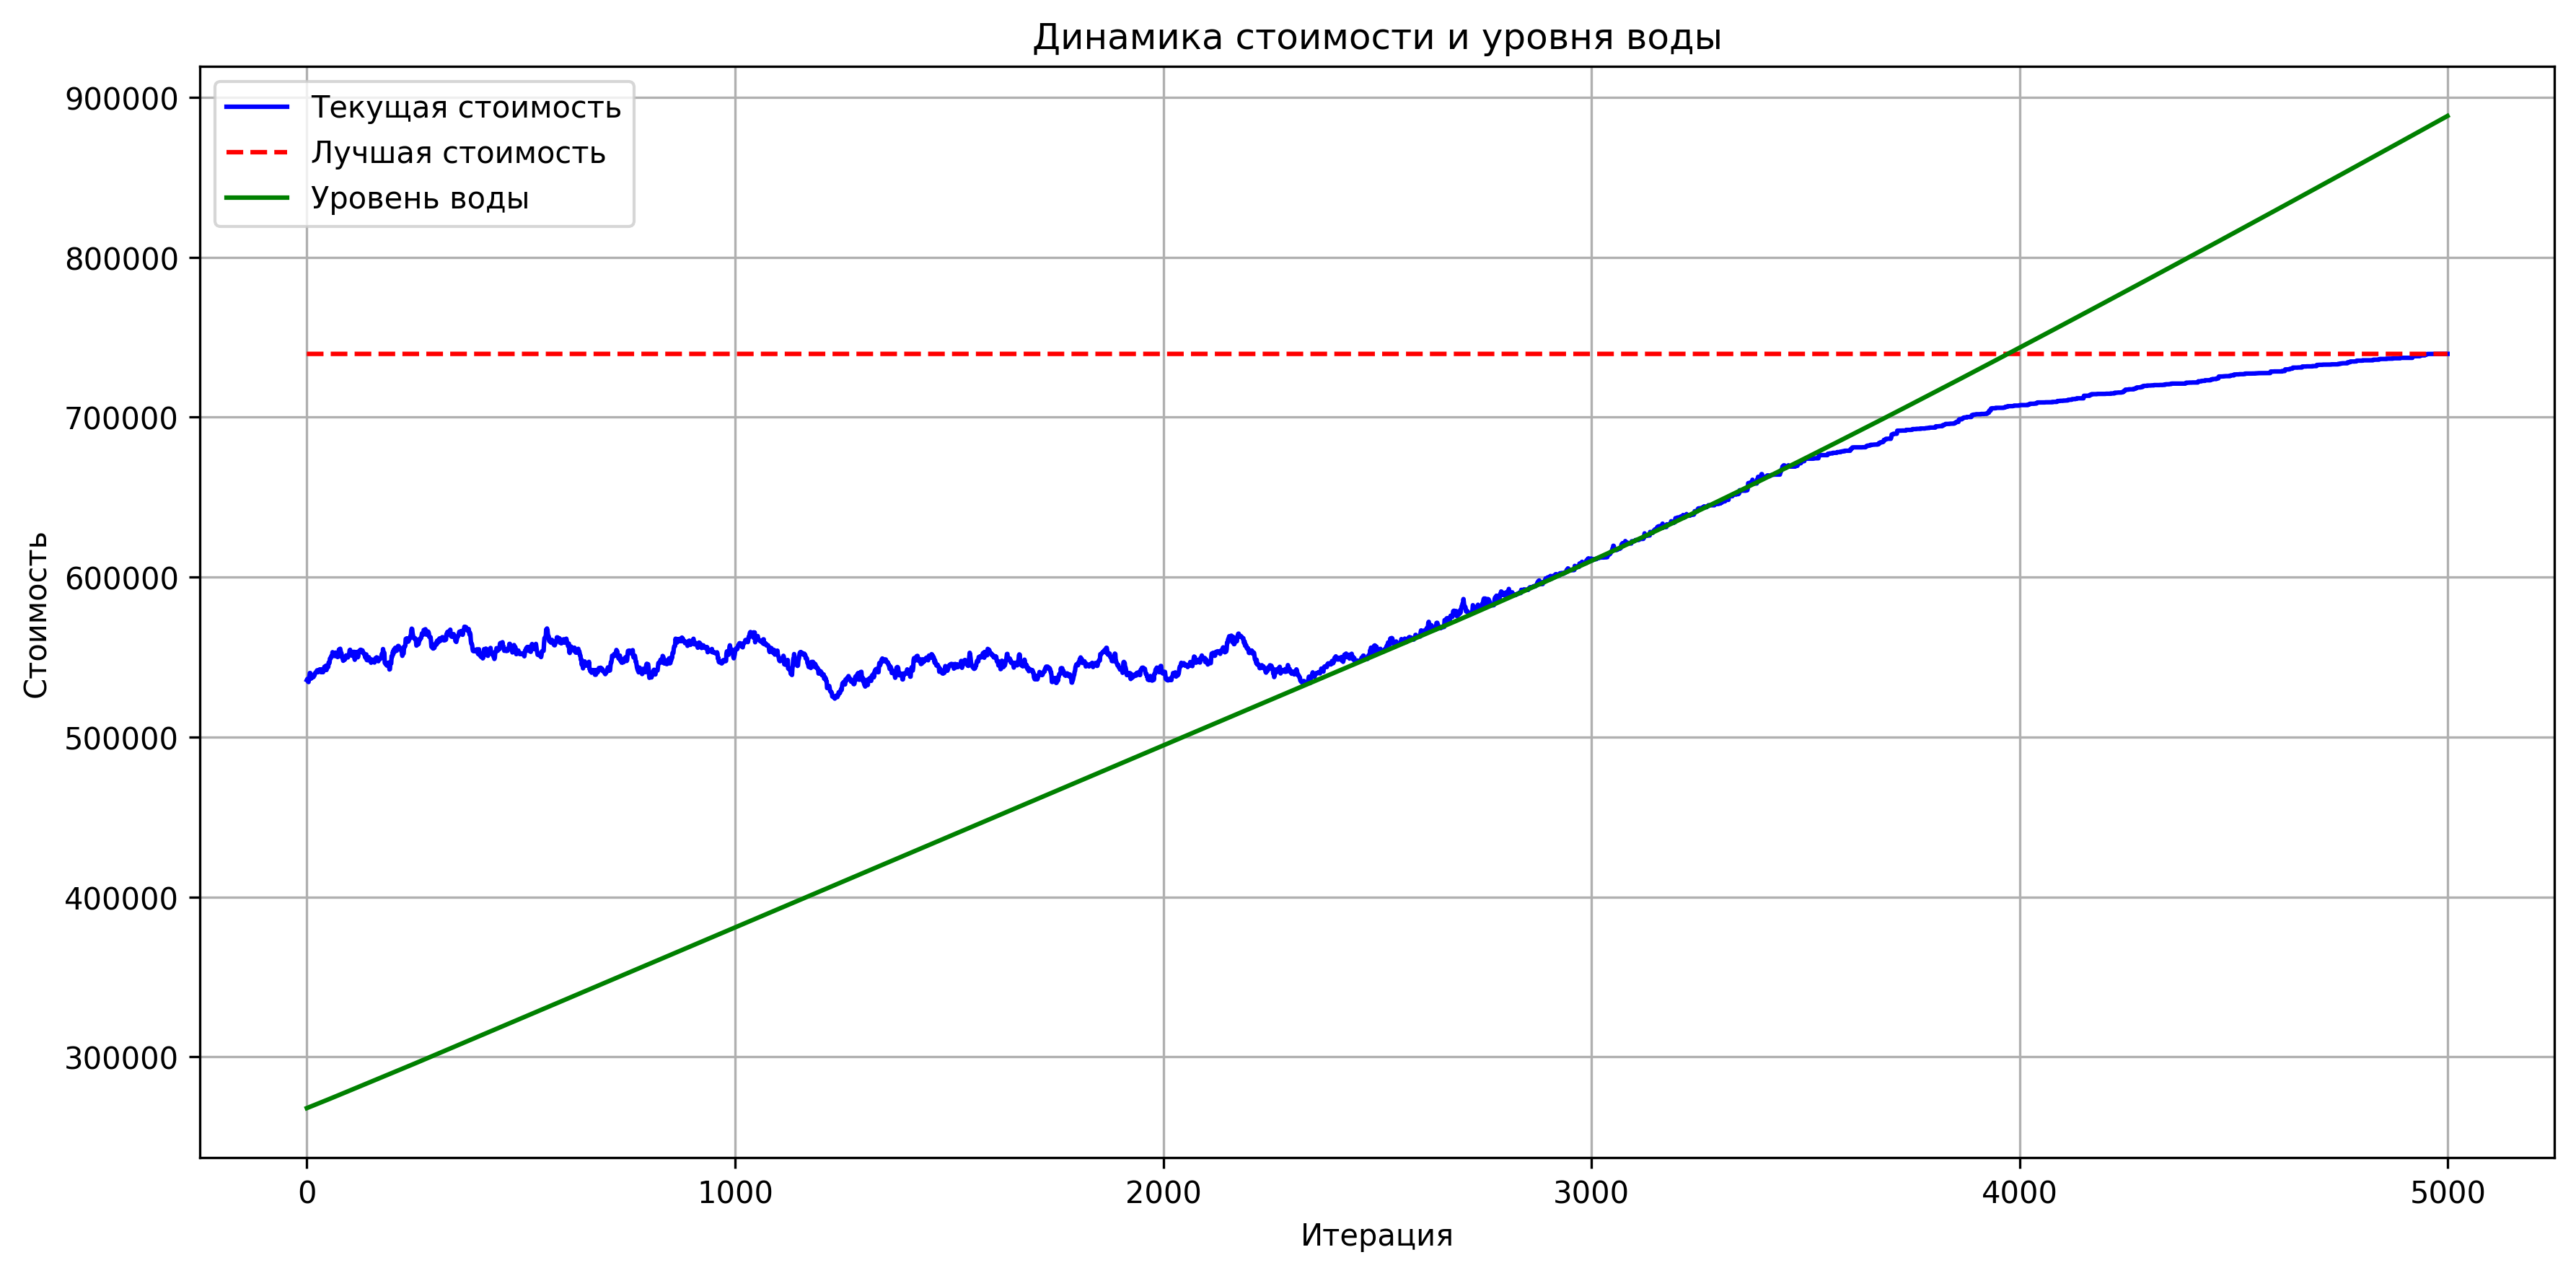 Динамика стоимости и уровня воды
900000
800000
700000
600000
500000
400000
300000
Стоимость
Текущая стоимость
Лучшая стоимость
Уровень воды
0 1000 2000 3000 4000 5000
Итерация